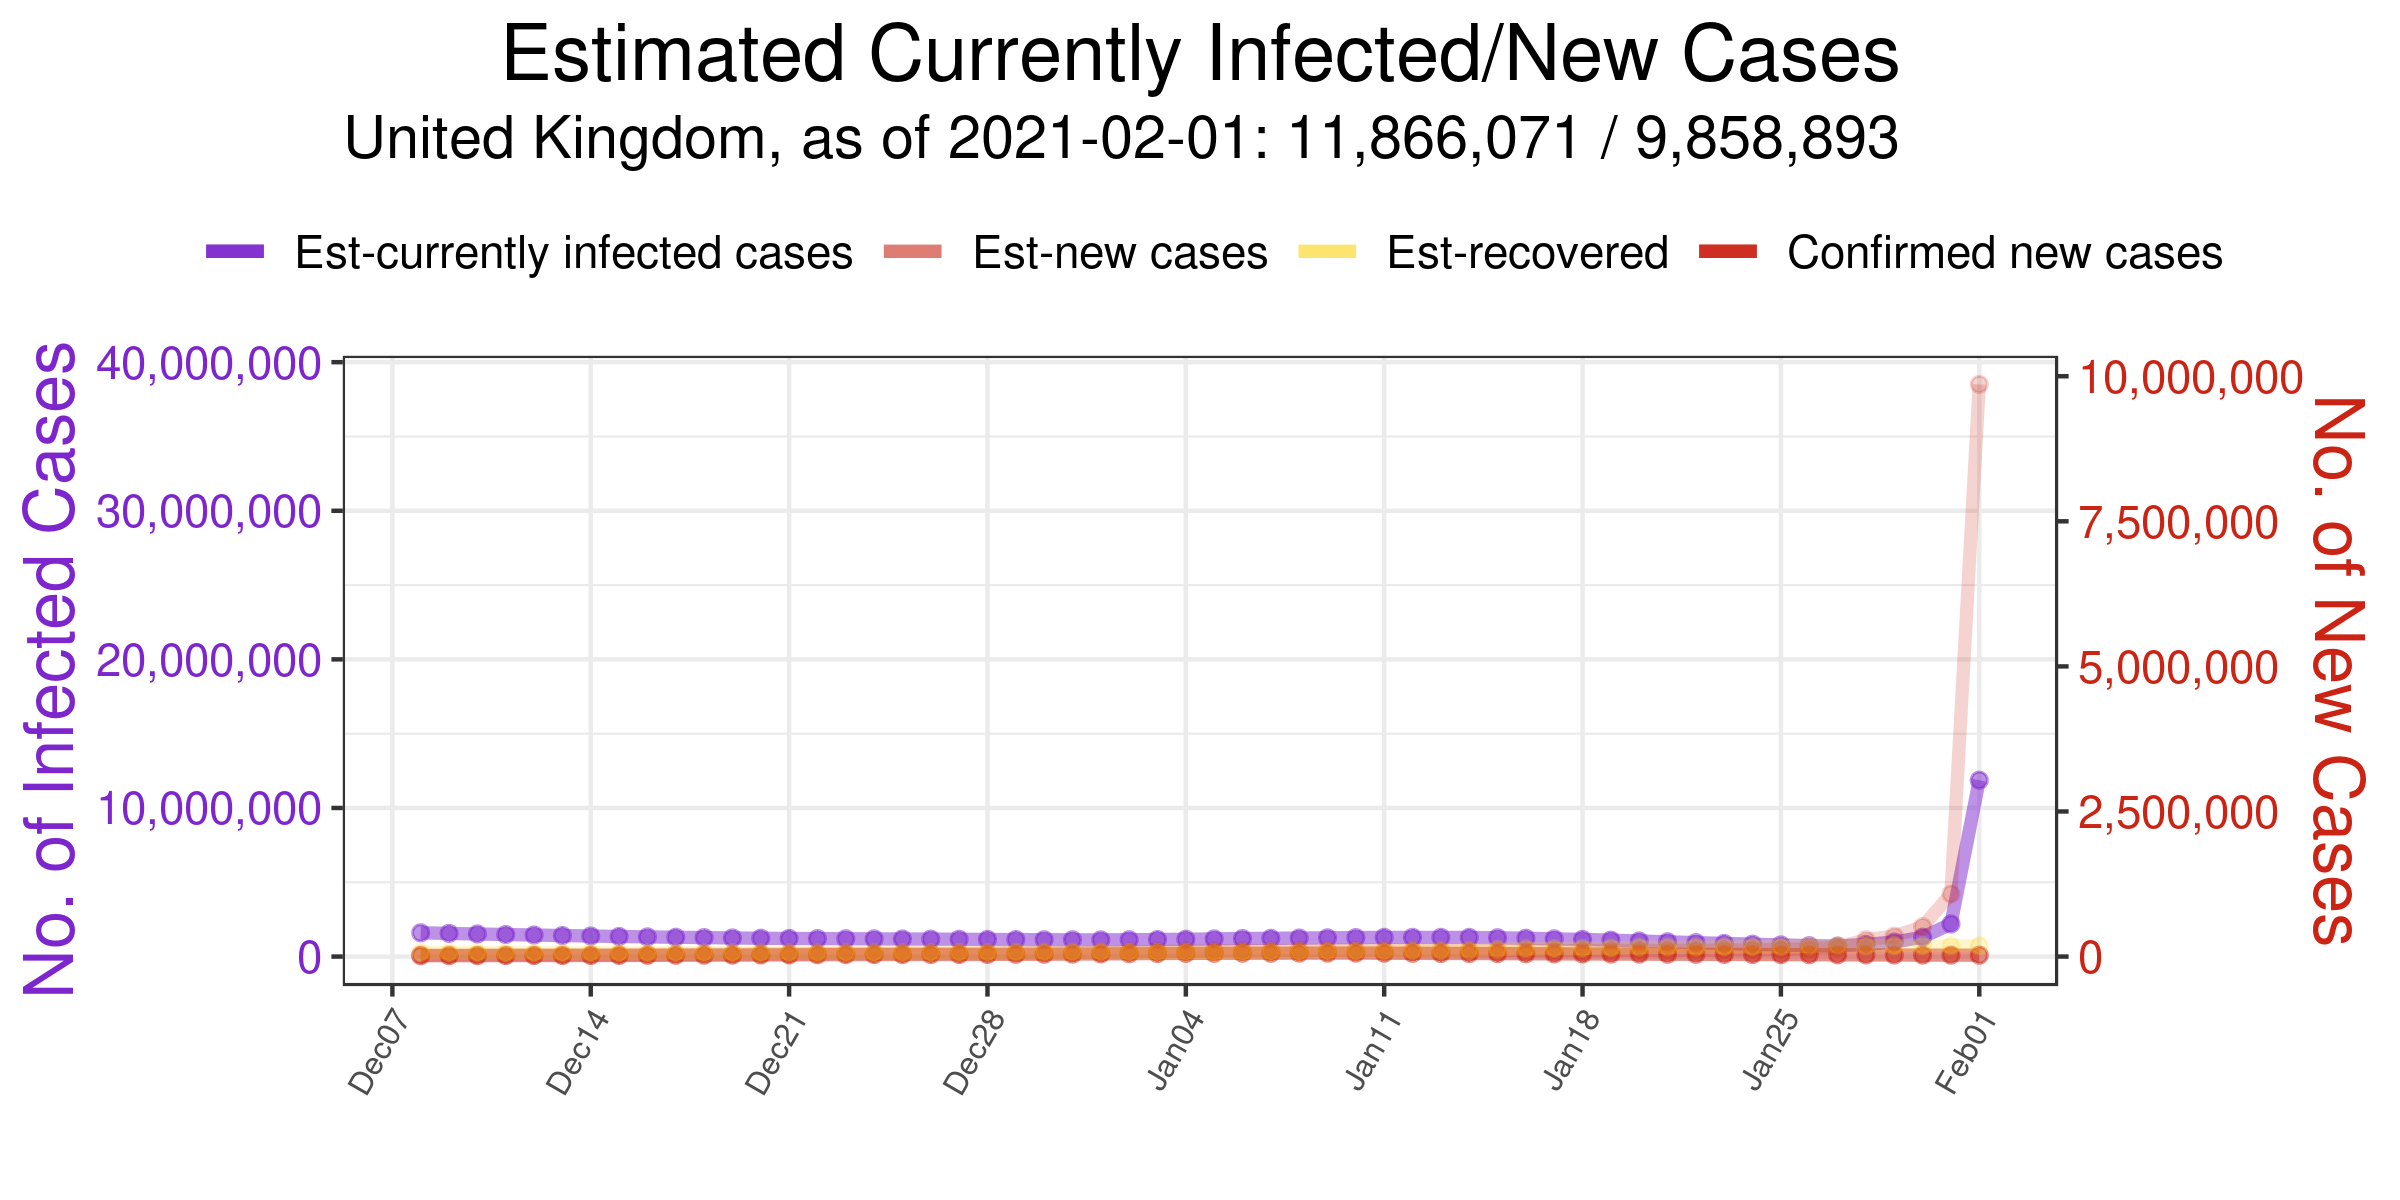 Estimated Currently Infected/New Cases
United Kingdom, as of 2021-02-01: 11,866,071 / 9,858,893
Est-currently infected cases Est-new cases Est-recovered Confirmed new cases
No. of Infected Cases
40,000,000
30,000,000
20,000,000
10,000,000
0
10,000,000
7,500,000
5,000,000
2,500,000
0
No. of New Cases
Dec07 Dec14 Dec21 Dec28 Jan04 Jan11 Jan18 Jan25 Feb01